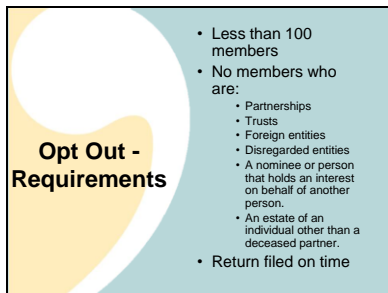 Opt Out -
Requirements
• Less than 100
members
• No members who
are:
• Partnerships
• Trusts
• Foreign entities
• Disregarded entities
• A nominee or person
that holds an interest
on behalf of another
person.
• An estate of an
individual other than a
deceased partner.
• Return filed on time